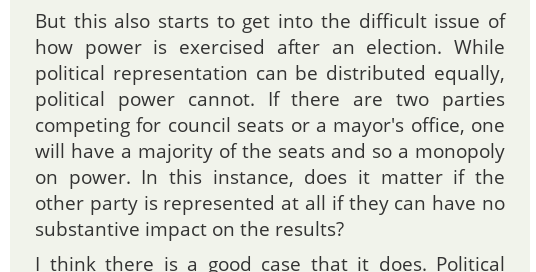 But this also starts to get into the difficult issue of
how power is exercised after an election. While
political representation can be distributed equally,
political power cannot. If there are two parties
competing for council seats or a mayor's office, one
will have a majority of the seats and so a monopoly
on power. In this instance, does it matter if the
other party is represented at all if they can have no
substantive impact on the results?
I think there is a good case that it does. Political